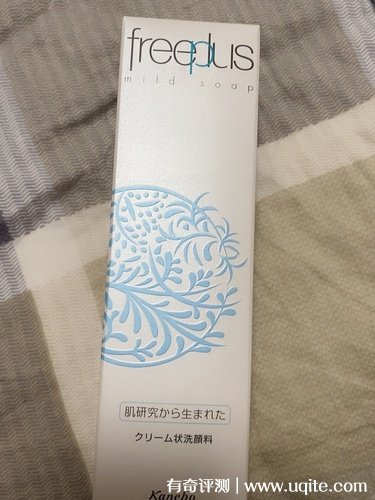 freeplus
mild soap
肌研究から生まれた
クリーム状洗顔料
Kanebo
有奇评测 | www.uqite.com